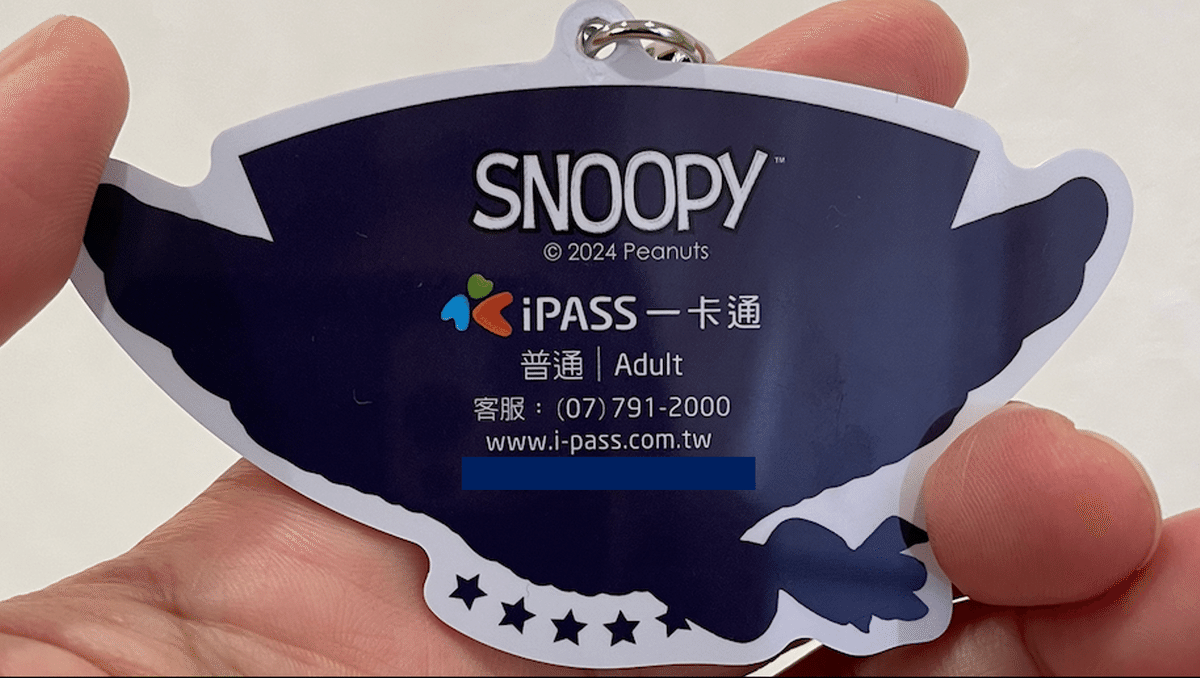 SNOOPY™
© 2024 Peanuts
iPASS 一卡通
普通｜Adult
客服：(07)791-2000
www.i-pass.com.tw